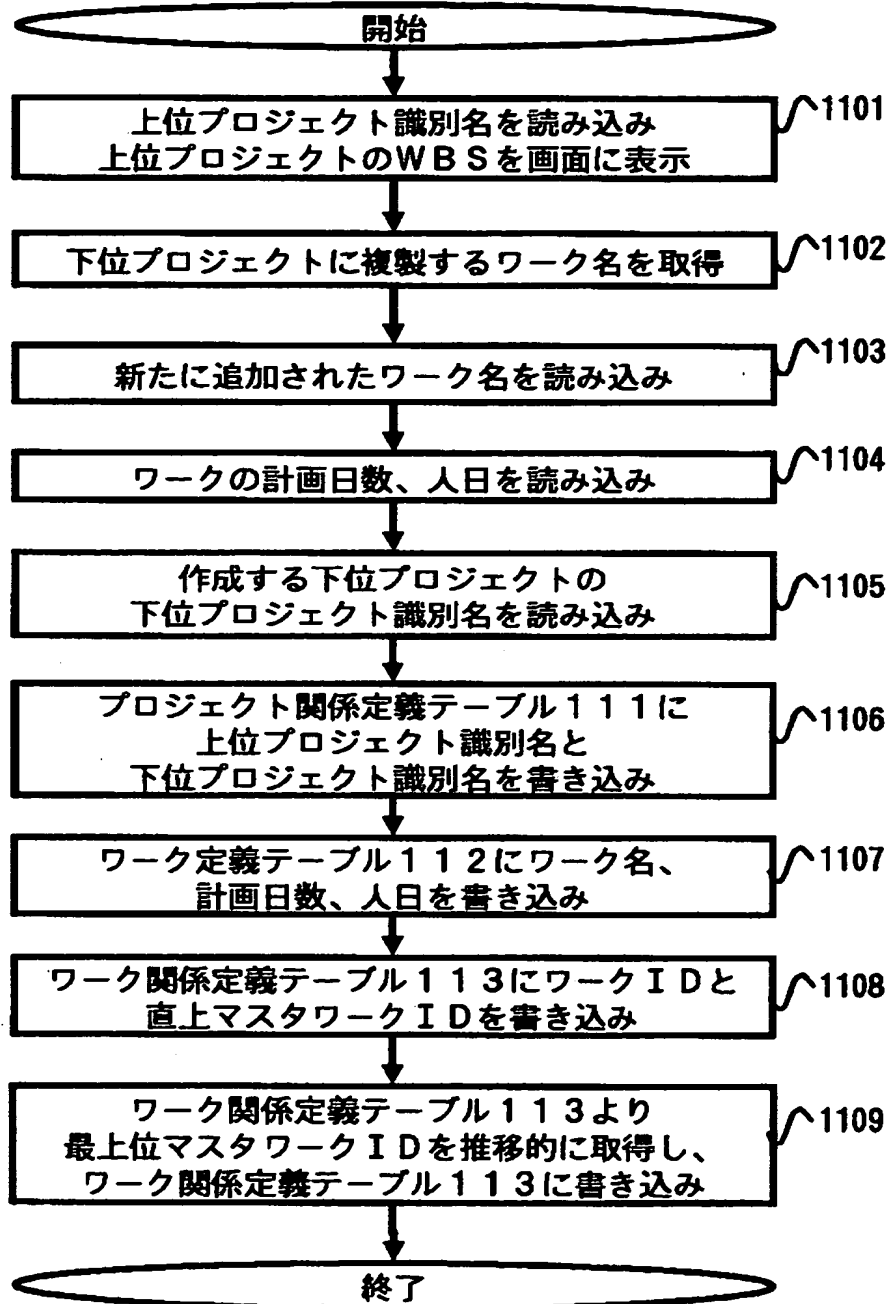 開始
上位プロジェクト識別名を読み込み
上位プロジェクトのWBSを画面に表示
1101
下位プロジェクトに複製するワーク名を取得
1102
新たに追加されたワーク名を読み込み
1103
ワークの計画日数、人日を読み込み
1104
作成する下位プロジェクトの
下位プロジェクト識別名を読み込み
1105
プロジェクト関係定義テーブル111に
上位プロジェクト識別名と
下位プロジェクト識別名を書き込み
1106
ワーク定義テーブル112にワーク名、
計画日数、人日を書き込み
1107
ワーク関係定義テーブル113にワークIDと
直上マスタワークIDを書き込み
1108
ワーク関係定義テーブル113より
最上位マスタワークIDを推移的に取得し、
ワーク関係定義テーブル113に書き込み
1109
終了